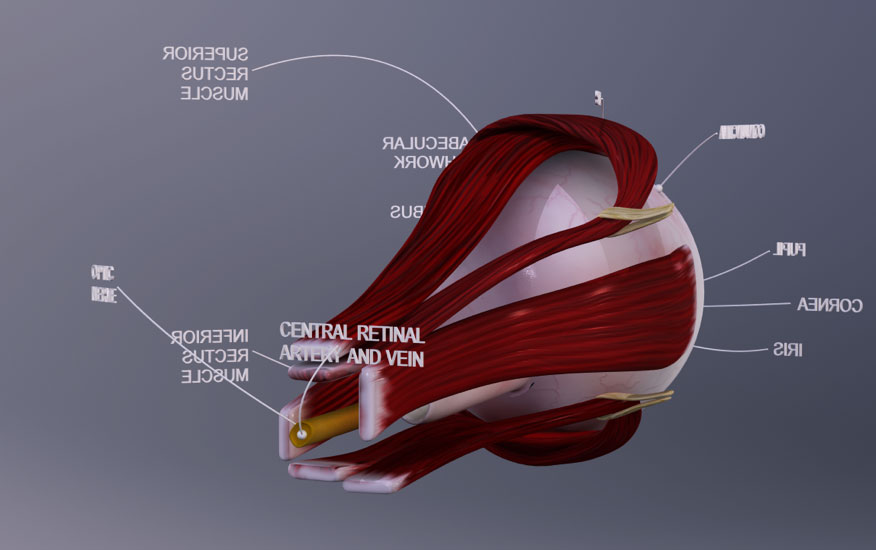 SUPERIOR
RECTUS
MUSCLE
ABECULAR
HWORK
BUS
PUPIL
CORNEA
IRIS
INFERIOR
RECTUS
MUSCLE
CENTRAL RETINAL
ARTERY AND VEIN